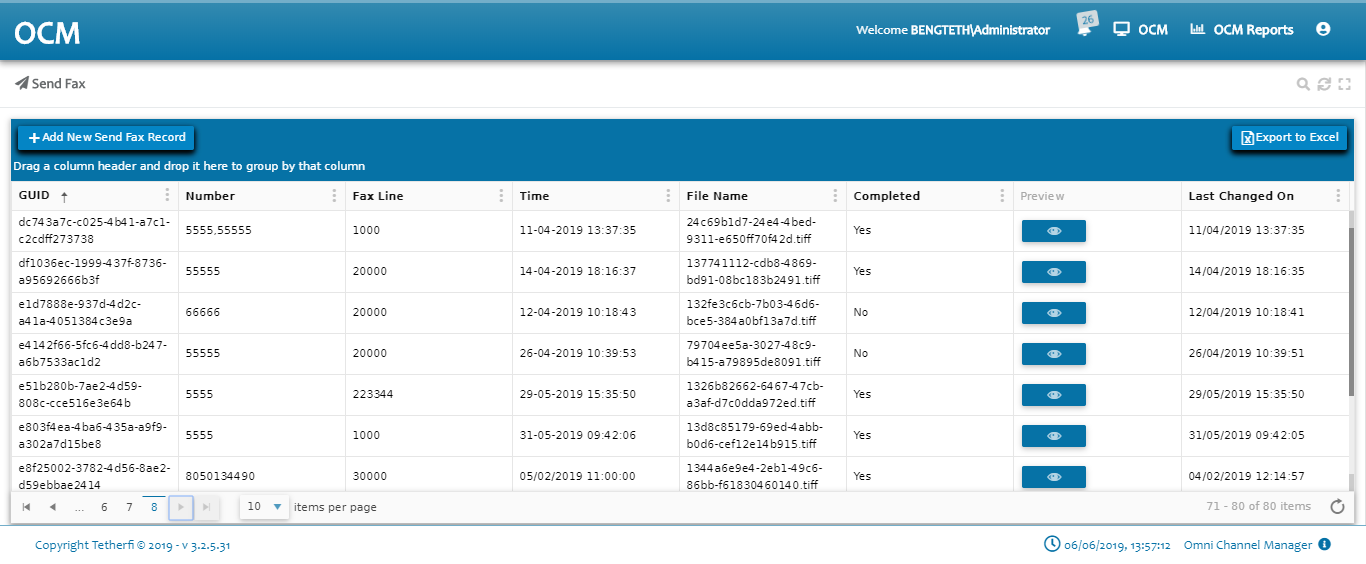 OCM
Welcome BENGTETH\Administrator
26
OCM
OCM Reports
Send Fax
Add New Send Fax Record
Export to Excel
Drag a column header and drop it here to group by that column
GUID Number Fax Line Time File Name Completed Preview Last Changed On
dc743a7c-c025-4b41-a7c1-
c2cdff273738
5555,55555
1000
11-04-2019 13:37:35
24c69b1d7-24e4-4bed-
9311-e650ff70f42d.tiff
Yes
11/04/2019 13:37:35
df1036ec-1999-437f-8736-
a95692666b3f
55555
20000
14-04-2019 18:16:37
137741112-cdb8-4869-
bd91-08bc183b2491.tiff
Yes
14/04/2019 18:16:35
e1d7888e-937d-4d2c-
a41a-4051384c3e9a
66666
20000
12-04-2019 10:18:43
132fe3c6cb-7b03-46d6-
bce5-384a0bf13a7d.tiff
No
12/04/2019 10:18:41
e4142f66-5fc6-4dd8-b247-
a6b7533ac1d2
55555
20000
26-04-2019 10:39:53
79704ee5a-3027-48c9-
b415-a79895de8091.tiff
No
26/04/2019 10:39:51
e51b280b-7ae2-4d59-
808c-cce516e3e64b
5555
223344
29-05-2019 15:35:50
1326b82662-6467-47cb-
a3af-d7c0dda972ed.tiff
Yes
29/05/2019 15:35:50
e803f4ea-4ba6-435a-a9f9-
a302a7d15be8
5555
1000
31-05-2019 09:42:06
13d8c85179-69ed-4abb-
b0d6-cef12e14b915.tiff
Yes
31/05/2019 09:42:05
e8f25002-3782-4d56-8ae2-
d59ebbae2414
8050134490
30000
05/02/2019 11:00:00
1344a6e9e4-2eb1-49c6-
86bb-f61830460140.tiff
Yes
04/02/2019 12:14:57
... 6 7 8
10 items per page
71 - 80 of 80 items
Copyright Tetherfi © 2019 - v 3.2.5.31
06/06/2019, 13:57:12
Omni Channel Manager